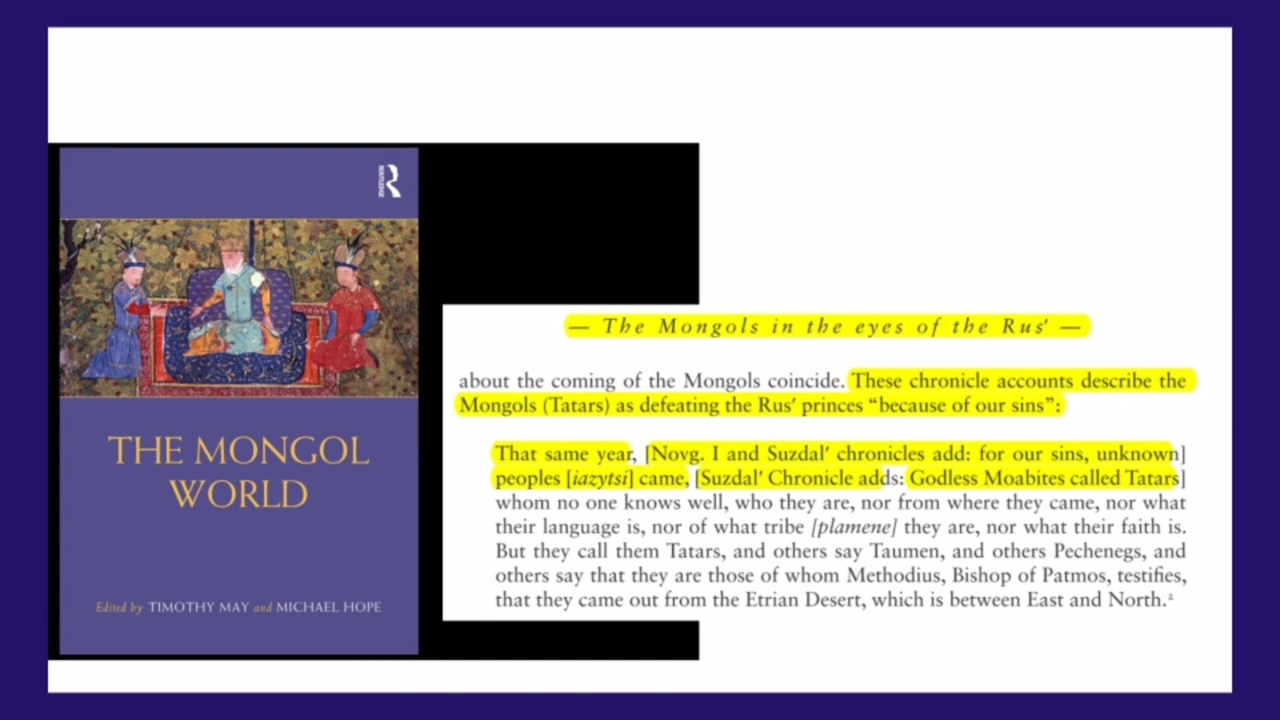 ROUTLEDGE
THE MONGOL
WORLD
Edited by TIMOTHY MAY and MICHAEL HOPE
— The Mongols in the eyes of the Rus' —
about the coming of the Mongols coincide. These chronicle accounts describe the
Mongols (Tatars) as defeating the Rus' princes “because of our sins”:
That same year, [Novg. I and Suzdal' chronicles add: for our sins, unknown]
peoples [iazytsi] came, [Suzdal' Chronicle adds: Godless Moabites called Tatars]
whom no one knows well, who they are, nor from where they came, nor what
their language is, nor of what tribe [plamene] they are, nor what their faith is.
But they call them Tatars, and others say Taumen, and others Pechenegs, and
others say that they are those of whom Methodius, Bishop of Patmos, testifies,
that they came out from the Etrian Desert, which is between East and North.²